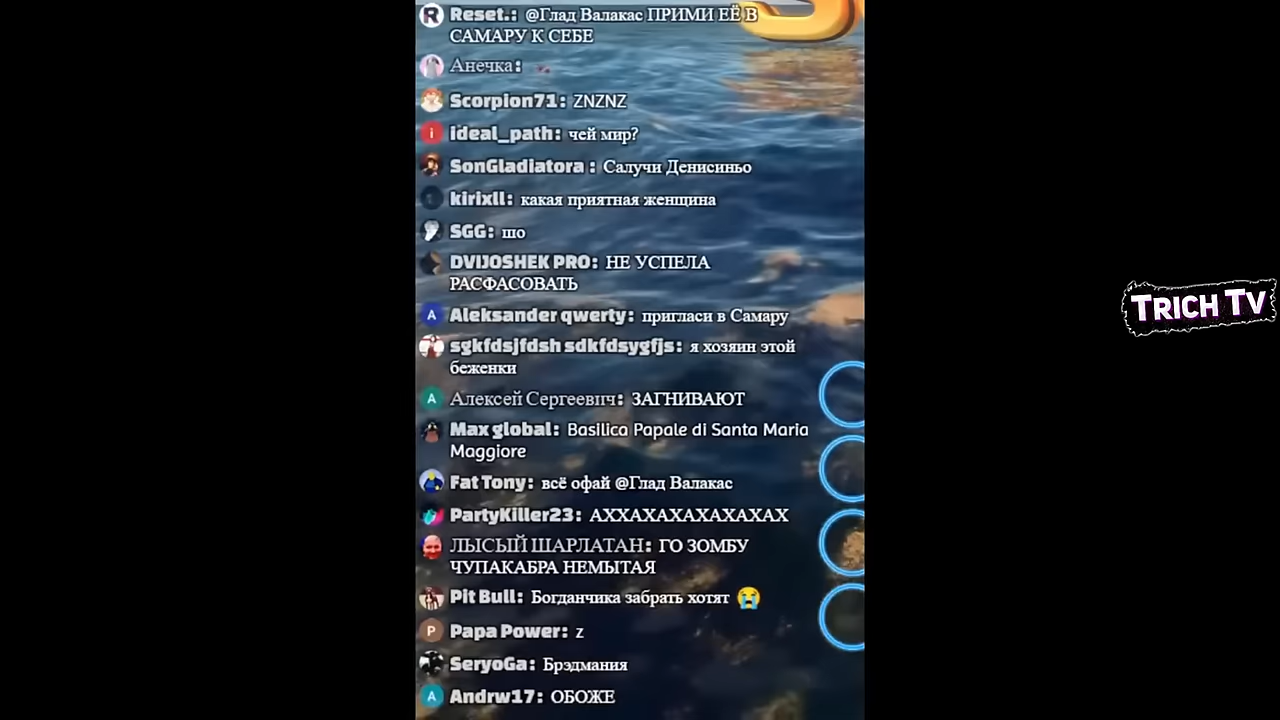 Reset.: @Глад Валакас ПРИМИ ЕЁ В
САМАРУ К СЕБЕ
Анечка:
Scorpion71: ZNZNZ
ideal_path: чей мир?
SonGladiatora : Салучи Денисиньо
kirixll: какая приятная женщина
SGG: шо
DVIJOSHEK PRO: НЕ УСПЕЛА
РАСФАСОВАТЬ
Aleksander qwerty: пригласи в Самару
sgkfdsjfdsh sdkfdsygfjs: я хозяин этой
беженки
Алексей Сергеевич: ЗАГНИВАЮТ
Max global: Basilica Papale di Santa Maria
Maggiore
Fat Tony: всё офай @Глад Валакас
PartyKiller23: АХХАХАХАХАХАХАХ
ЛЫСЫЙ ШАРЛАТАН: ГО ЗОМБУ
ЧУПАКАБРА НЕМЫТАЯ
Pit Bull: Богданчика забрать хотят 😭
Papa Power: z
SeryoGa: Брэдмания
Andrw17: ОБОЖЕ
TRICH TV